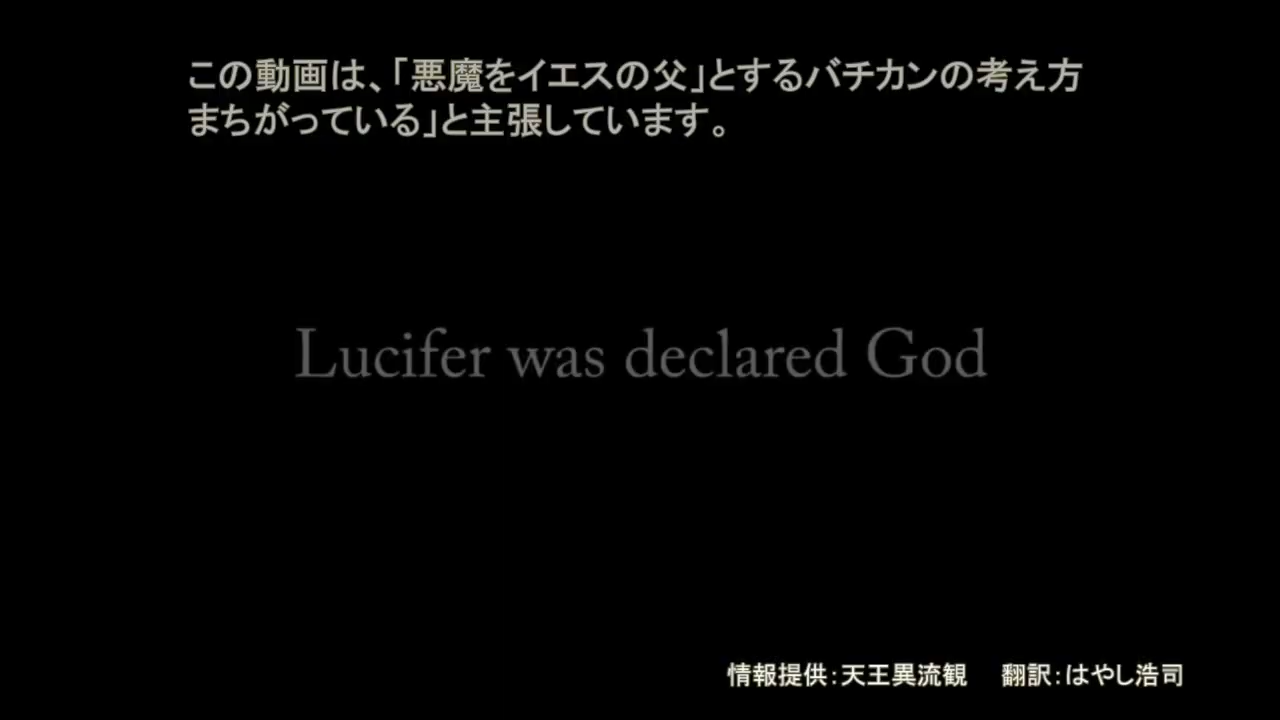 この動画は、「悪魔をイエスの父」とするバチカンの考え方
まちがっている」と主張しています。
Lucifer was declared God
情報提供：天王異流観　翻訳：はやし浩司